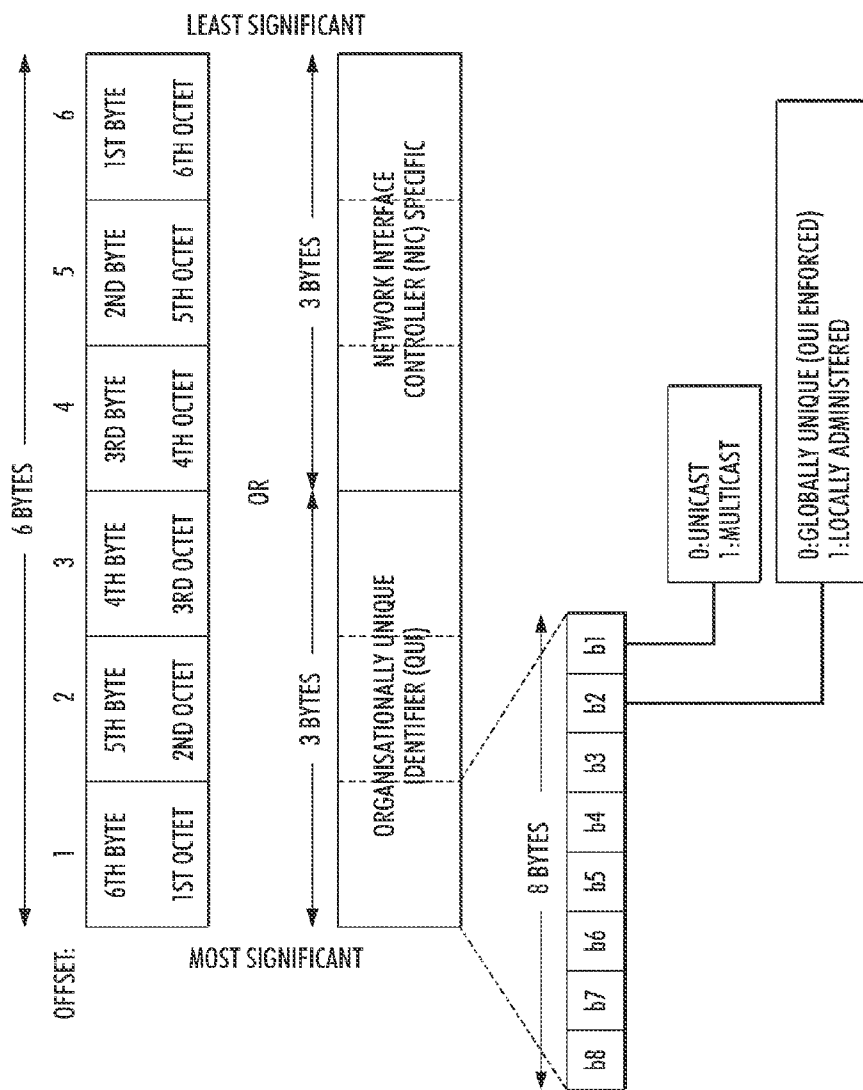 6 BYTES
OFFSET: 1 2 3 4 5 6
6TH BYTE 5TH BYTE 4TH BYTE 3RD BYTE 2ND BYTE 1ST BYTE
1ST OCTET 2ND OCTET 3RD OCTET 4TH OCTET 5TH OCTET 6TH OCTET
MOST SIGNIFICANT OR LEAST SIGNIFICANT
3 BYTES 3 BYTES
ORGANISATIONALLY UNIQUE
IDENTIFIER (QUI)
NETWORK INTERFACE
CONTROLLER (NIC) SPECIFIC
8 BYTES
b8 b7 b6 b5 b4 b3 b2 b1
0:UNICAST
1:MULTICAST
0:GLOBALLY UNIQUE (OUI ENFORCED)
1:LOCALLY ADMINISTERED